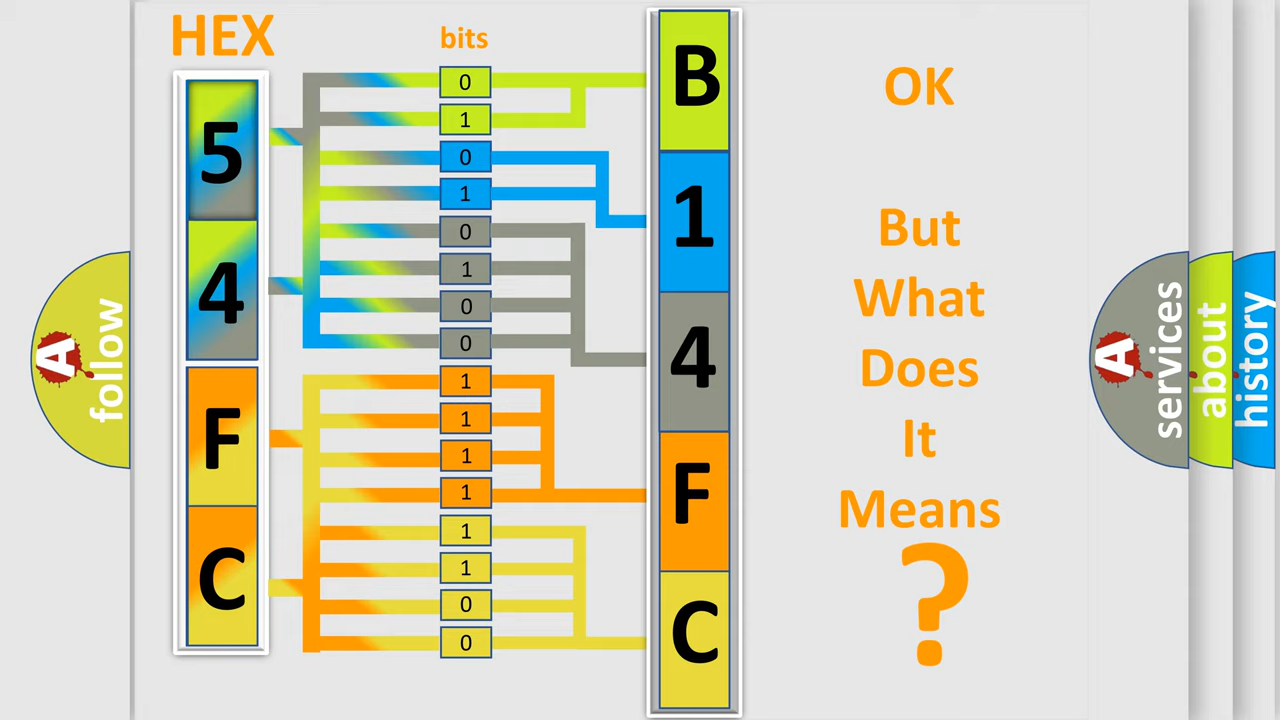 HEX
bits
5
4
F
C
0
1
0
1
0
1
0
0
1
1
1
1
1
1
0
0
B
1
4
F
C
OK
But
What
Does
It
Means
?
A
follow
A
services
about
history